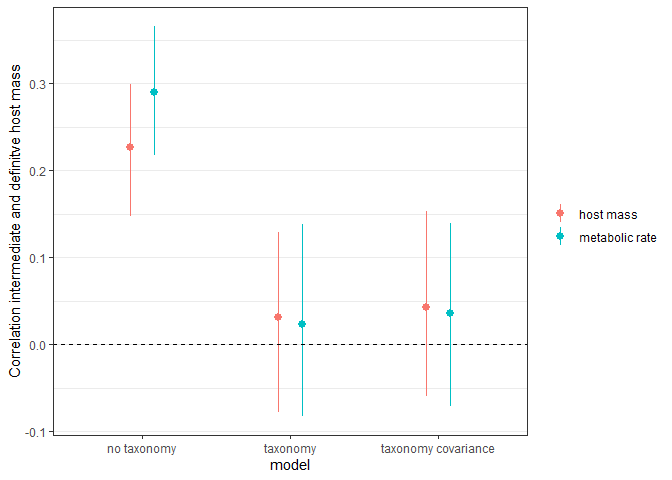 Correlation intermediate and definitve host mass
0.3
0.2
0.1
0.0
-0.1
no taxonomy
taxonomy
taxonomy covariance
model
host mass
metabolic rate